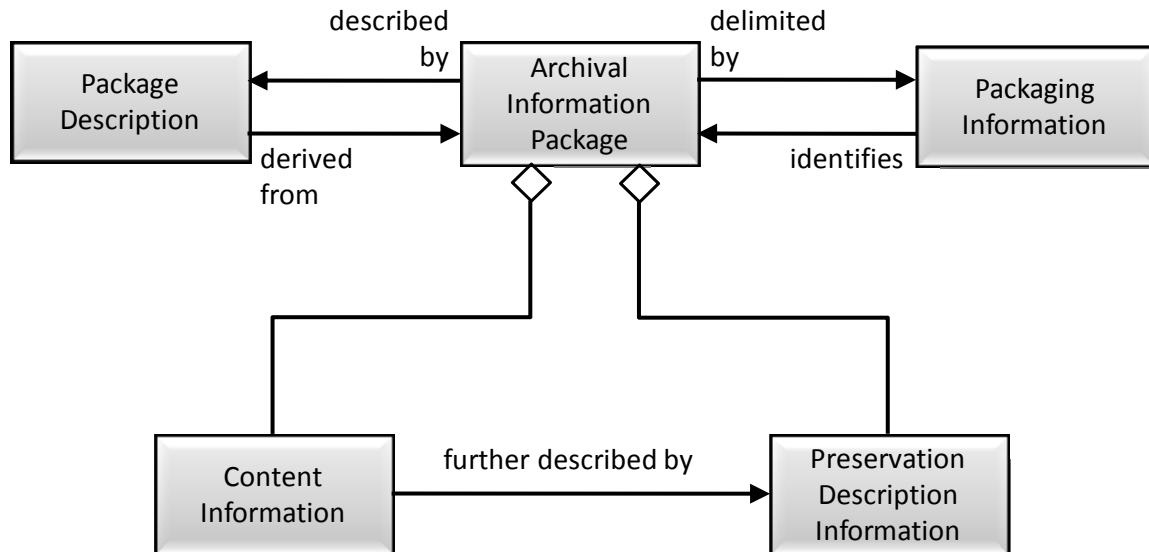 described
by
delimited
by
Package
Description
Archival
Information
Package
Packaging
Information
derived
from
identifies
further described by
Content
Information
Preservation
Description
Information